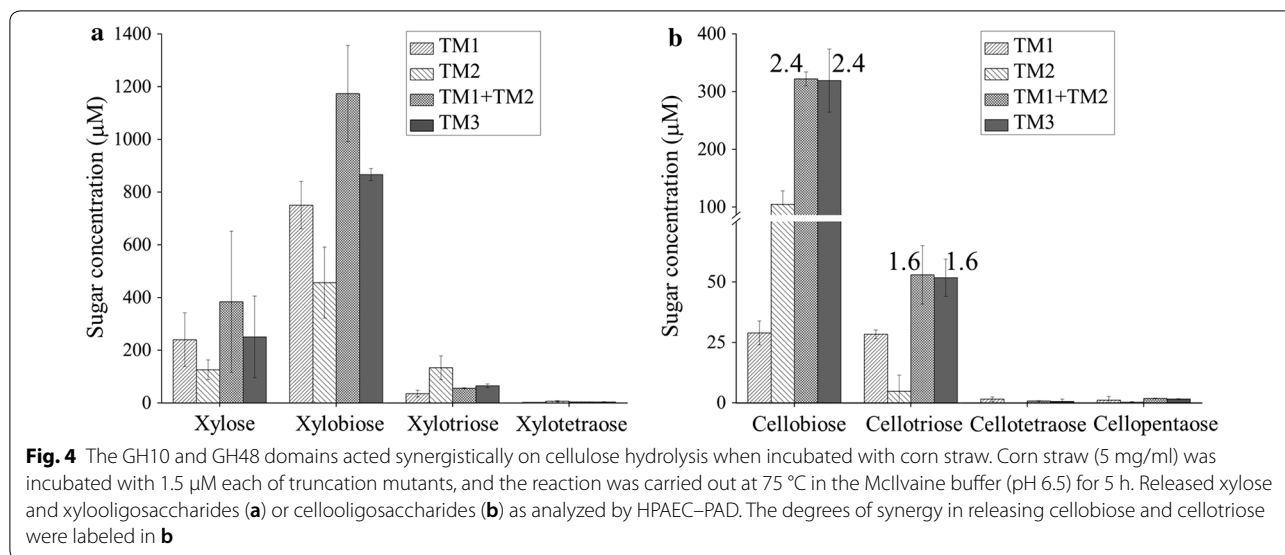 a
Sugar concentration (µM)
1400
1200
1000
800
600
400
200
0
TM1
TM2
TM1+TM2
TM3
Xylose Xylobiose Xylotriose Xylotetraose
b
Sugar concentration (µM)
400
300
200
100
50
25
0
2.4 2.4
1.6 1.6
TM1
TM2
TM1+TM2
TM3
Cellobiose Cellotriose Cellotetraose Cellopentaose
Fig. 4 The GH10 and GH48 domains acted synergistically on cellulose hydrolysis when incubated with corn straw. Corn straw (5 mg/ml) was
incubated with 1.5 µM each of truncation mutants, and the reaction was carried out at 75 °C in the McIlvaine buffer (pH 6.5) for 5 h. Released xylose
and xylooligosaccharides (a) or cellooligosaccharides (b) as analyzed by HPAEC–PAD. The degrees of synergy in releasing cellobiose and cellotriose
were labeled in b